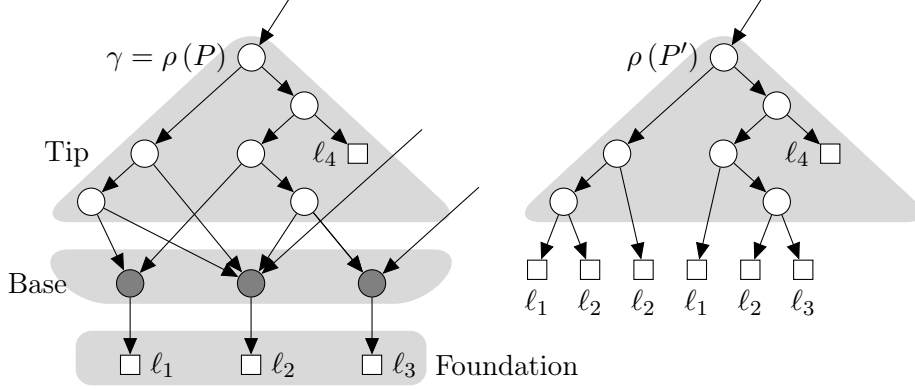 γ = ρ (P)
ρ (P′)
Tip
ℓ4
ℓ4
Base
ℓ1 ℓ2 ℓ2 ℓ1 ℓ2 ℓ3
ℓ1 ℓ2 ℓ3 Foundation